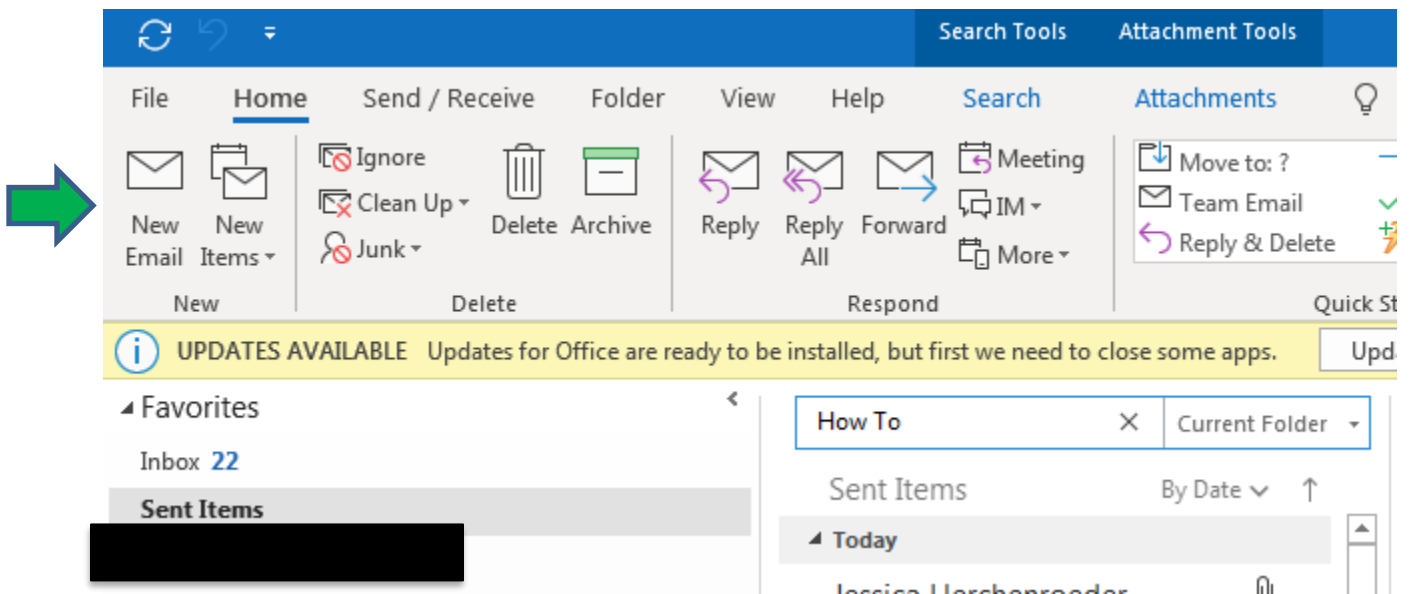 Search Tools Attachment Tools
File Home Send / Receive Folder View Help Search Attachments
New Email
New Items
Ignore
Clean Up
Junk
Delete
Archive
Reply
Reply All
Forward
Meeting
IM
More
Move to: ?
Team Email
Reply & Delete
New Delete Respond Quick St
UPDATES AVAILABLE Updates for Office are ready to be installed, but first we need to close some apps. Upd
Favorites
Inbox 22
Sent Items
How To Current Folder
Sent Items By Date
Today